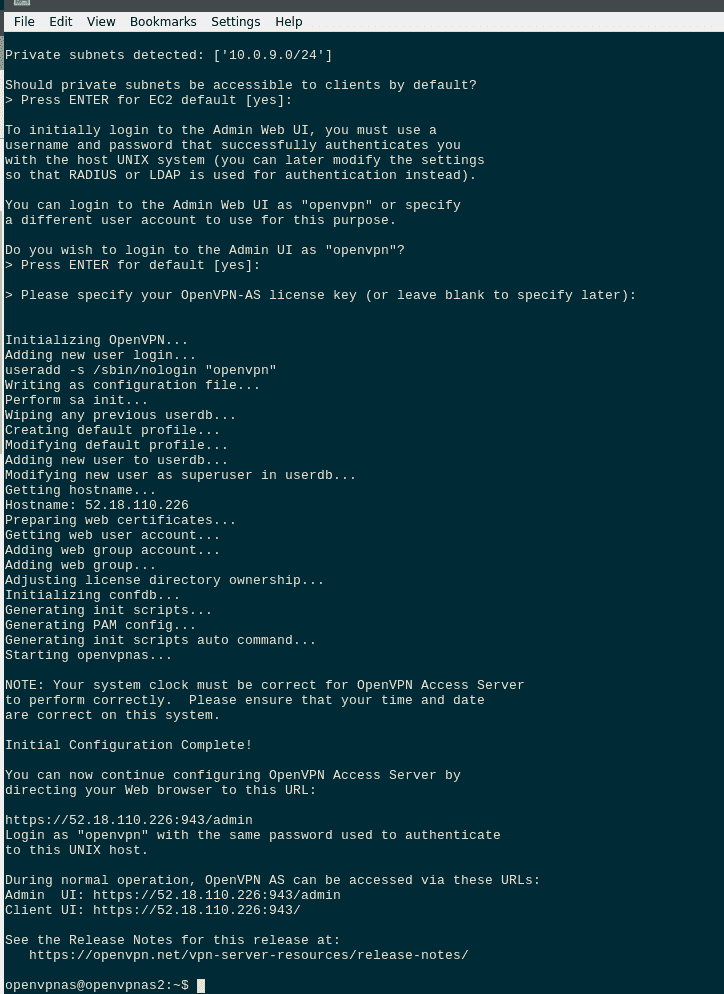 File Edit View Bookmarks Settings Help
Private subnets detected: ['10.0.9.0/24']
Should private subnets be accessible to clients by default?
> Press ENTER for EC2 default [yes]:
To initially login to the Admin Web UI, you must use a
username and password that successfully authenticates you
with the host UNIX system (you can later modify the settings
so that RADIUS or LDAP is used for authentication instead).
You can login to the Admin Web UI as "openvpn" or specify
a different user account to use for this purpose.
Do you wish to login to the Admin UI as "openvpn"?
> Press ENTER for default [yes]:
> Please specify your OpenVPN-AS license key (or leave blank to specify later):
Initializing OpenVPN...
Adding new user login...
useradd -s /sbin/nologin "openvpn"
Writing as configuration file...
Perform sa init...
Wiping any previous userdb...
Creating default profile...
Modifying default profile...
Adding new user to userdb...
Modifying new user as superuser in userdb...
Getting hostname...
Hostname: 52.18.110.226
Preparing web certificates...
Getting web user account...
Adding web group account...
Adding web group...
Adjusting license directory ownership...
Initializing confdb...
Generating init scripts...
Generating PAM config...
Generating init scripts auto command...
Starting openvpnas...
NOTE: Your system clock must be correct for OpenVPN Access Server
to perform correctly.  Please ensure that your time and date
are correct on this system.
Initial Configuration Complete!
You can now continue configuring OpenVPN Access Server by
directing your Web browser to this URL:
https://52.18.110.226:943/admin
Login as "openvpn" with the same password used to authenticate
to this UNIX host.
During normal operation, OpenVPN AS can be accessed via these URLs:
Admin  UI: https://52.18.110.226:943/admin
Client UI: https://52.18.110.226:943/
See the Release Notes for this release at:
   https://openvpn.net/vpn-server-resources/release-notes/
openvpnas@openvpnas2:~$